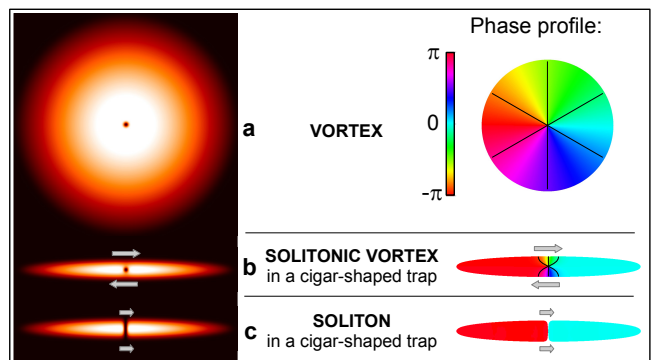 Phase profile:
π
0
-π
a VORTEX
b SOLITONIC VORTEX
in a cigar-shaped trap
c SOLITON
in a cigar-shaped trap